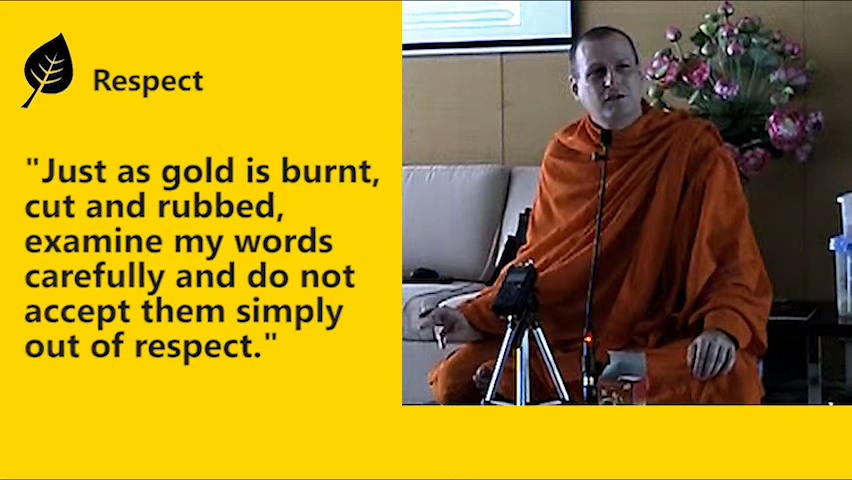 Respect
"Just as gold is burnt,
cut and rubbed,
examine my words
carefully and do not
accept them simply
out of respect."